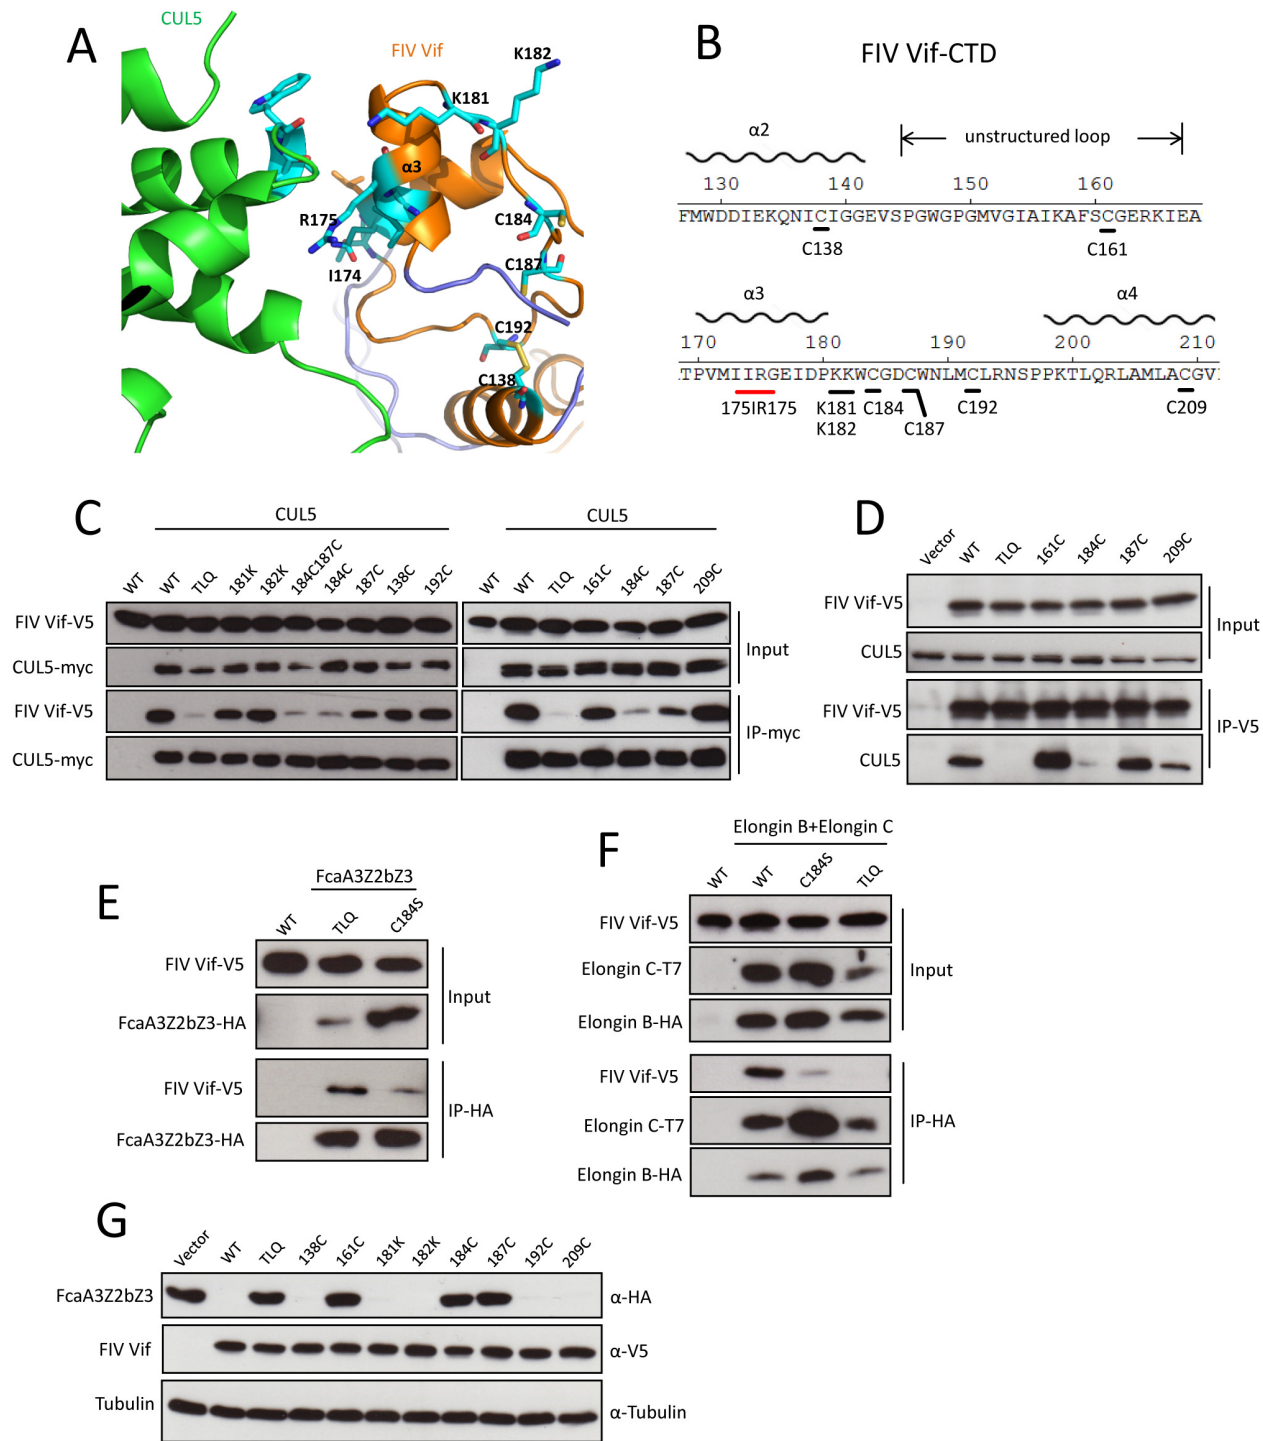 A
CUL5
FIV Vif
K182
K181
α3
R175
I174
C184
C187
C192
C138
B
FIV Vif-CTD
α2
unstructured loop
130 140 150 160
FMWDDIEKQNICIGGEVSPGWGPGMVGIAIKAFSCGERKIEA
C138 C161
α3 α4
170 180 190 200 210
TPVMIIRGEIDPKKWCGDCWNLMCLRNSPPKTLQRLAMLACGV
175IR175 K181 C184 C192 C209
K182 C187
C
CUL5 CUL5
WT WT TLQ 181K 182K 184C187C 184C 187C 138C 192C WT WT TLQ 161C 184C 187C 209C
FIV Vif-V5
CUL5-myc
Input
FIV Vif-V5
CUL5-myc
IP-myc
D
Vector WT TLQ 161C 184C 187C 209C
FIV Vif-V5
CUL5
Input
FIV Vif-V5
CUL5
IP-V5
E
FcaA3Z2bZ3
WT TLQ C184S
FIV Vif-V5
FcaA3Z2bZ3-HA
Input
FIV Vif-V5
FcaA3Z2bZ3-HA
IP-HA
F
Elongin B+Elongin C
WT WT C184S TLQ
FIV Vif-V5
Elongin C-T7
Elongin B-HA
Input
FIV Vif-V5
Elongin C-T7
Elongin B-HA
IP-HA
G
Vector WT TLQ 138C 161C 181K 182K 184C 187C 192C 209C
FcaA3Z2bZ3 α-HA
FIV Vif α-V5
Tubulin α-Tubulin